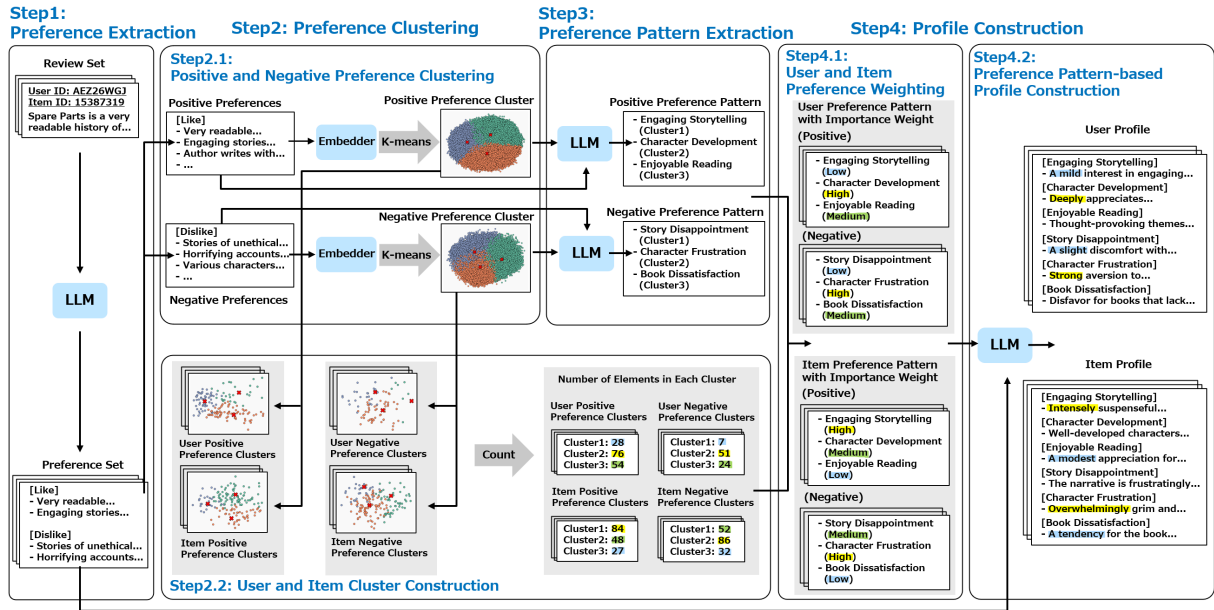 Step1:
Preference Extraction
Review Set
User ID: AEZ26WGJ
Item ID: 15387319
Spare Parts is a very
readable history of...
LLM
Preference Set
[Like]
- Very readable...
- Engaging stories...
[Dislike]
- Stories of unethical...
- Horrifying accounts...
Step2: Preference Clustering
Step2.1:
Positive and Negative Preference Clustering
Positive Preferences
[Like]
- Very readable...
- Engaging stories...
- Author writes with...
- ...
Embedder
K-means
Positive Preference Cluster
[Dislike]
- Stories of unethical...
- Horrifying accounts...
- Various characters...
- ...
Negative Preferences
Embedder
K-means
Negative Preference Cluster
Step3:
Preference Pattern Extraction
LLM
Positive Preference Pattern
- Engaging Storytelling
(Cluster1)
- Character Development
(Cluster2)
- Enjoyable Reading
(Cluster3)
LLM
Negative Preference Pattern
- Story Disappointment
(Cluster1)
- Character Frustration
(Cluster2)
- Book Dissatisfaction
(Cluster3)
User Positive
Preference Clusters
User Negative
Preference Clusters
Item Positive
Preference Clusters
Item Negative
Preference Clusters
Count
Number of Elements in Each Cluster
User Positive
Preference Clusters
Cluster1: 28
Cluster2: 76
Cluster3: 54
User Negative
Preference Clusters
Cluster1: 7
Cluster2: 51
Cluster3: 24
Item Positive
Preference Clusters
Cluster1: 84
Cluster2: 48
Cluster3: 27
Item Negative
Preference Clusters
Cluster1: 52
Cluster2: 86
Cluster3: 32
Step2.2: User and Item Cluster Construction
Step4: Profile Construction
Step4.1:
User and Item
Preference Weighting
User Preference Pattern
with Importance Weight
(Positive)
- Engaging Storytelling
(Low)
- Character Development
(High)
- Enjoyable Reading
(Medium)
(Negative)
- Story Disappointment
(Low)
- Character Frustration
(High)
- Book Dissatisfaction
(Medium)
Item Preference Pattern
with Importance Weight
(Positive)
- Engaging Storytelling
(High)
- Character Development
(Medium)
- Enjoyable Reading
(Low)
(Negative)
- Story Disappointment
(Medium)
- Character Frustration
(High)
- Book Dissatisfaction
(Low)
Step4.2:
Preference Pattern-based
Profile Construction
LLM
User Profile
[Engaging Storytelling]
- A mild interest in engaging...
[Character Development]
- Deeply appreciates...
[Enjoyable Reading]
- Thought-provoking themes...
[Story Disappointment]
- A slight discomfort with...
[Character Frustration]
- Strong aversion to...
[Book Dissatisfaction]
- Disfavor for books that lack...
Item Profile
[Engaging Storytelling]
- Intensely suspenseful...
[Character Development]
- Well-developed characters...
[Enjoyable Reading]
- A modest appreciation for...
[Story Disappointment]
- The narrative is frustratingly...
[Character Frustration]
- Overwhelmingly grim and...
[Book Dissatisfaction]
- A tendency for the book...